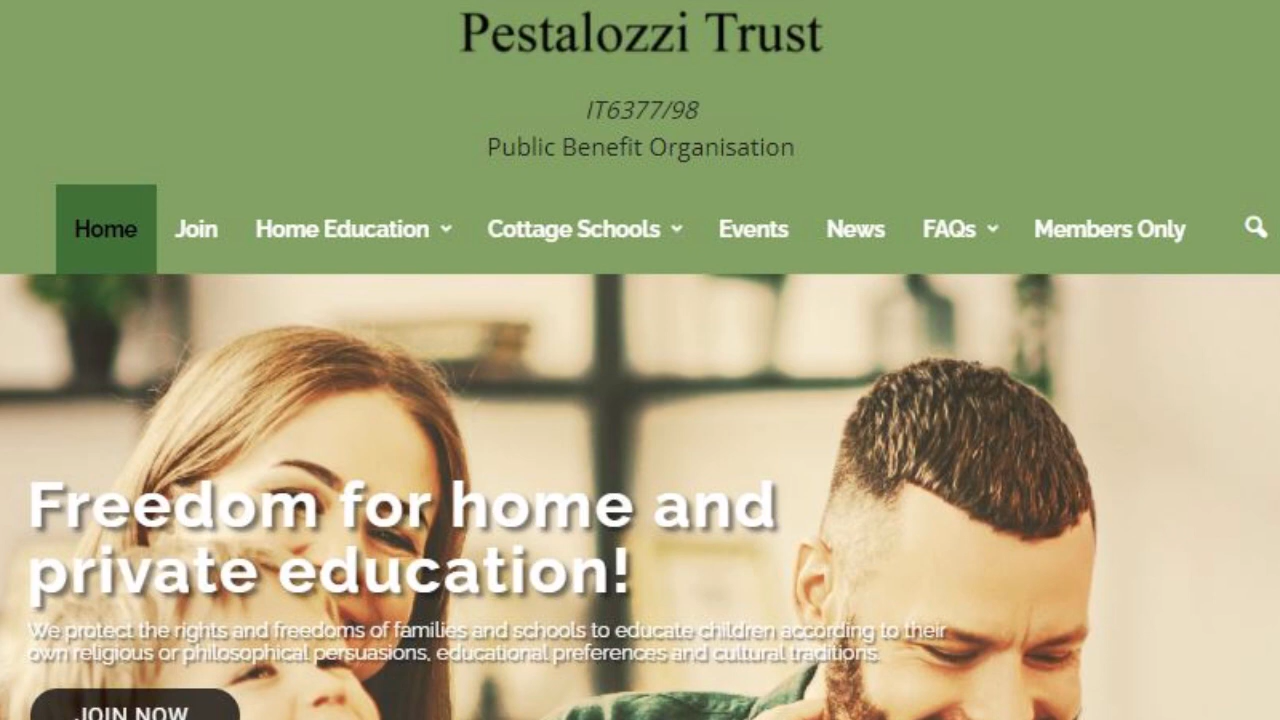 Pestalozzi Trust
IT6377/98
Public Benefit Organisation
Home Join Home Education Cottage Schools Events News FAQs Members Only
Freedom for home and
private education!
We protect the rights and freedoms of families and schools to educate children according to their
own religious or philosophical persuasions, educational preferences and cultural traditions.
JOIN NOW